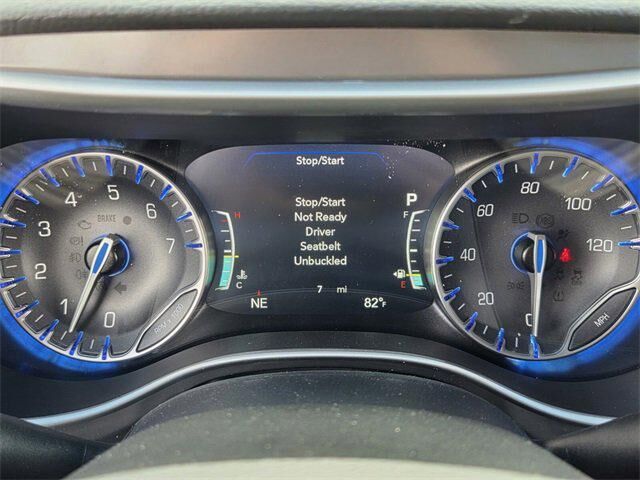 Stop/Start
Stop/Start
Not Ready
Driver
Seatbelt
Unbuckled
P
H
C
F
E
NE
7 mi
82°F
0
1
2
3
4
5
6
7
BRAKE
RPM x 1000
0
20
40
60
80
100
120
MPH